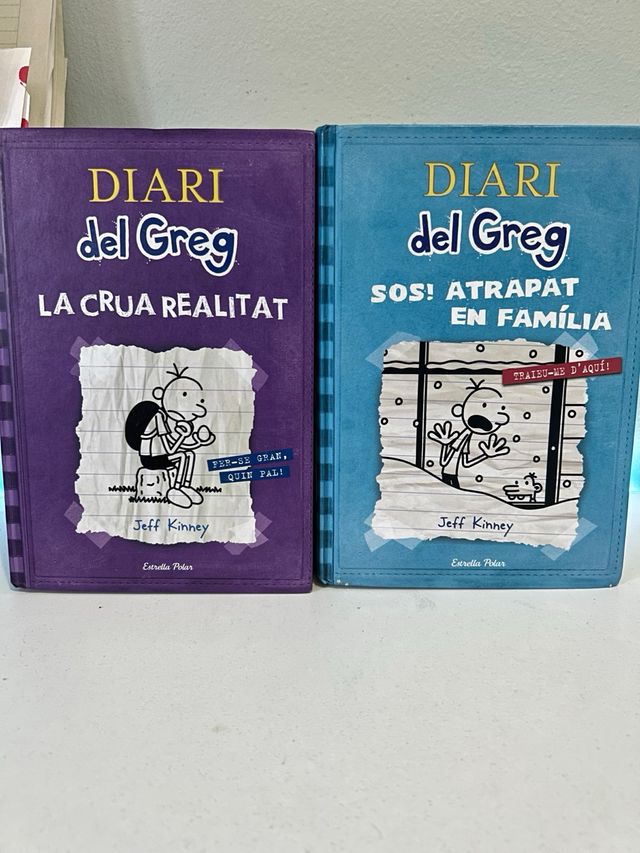 DIARI
del Greg
LA CRUA REALITAT
FER-SE GRAN,
QUIN PAL!
Jeff Kinney
Estrella Polar
DIARI
del Greg
SOS! ATRAPAT
EN FAMÍLIA
TRAIEU-ME D'AQUÍ!
Jeff Kinney
Estrella Polar